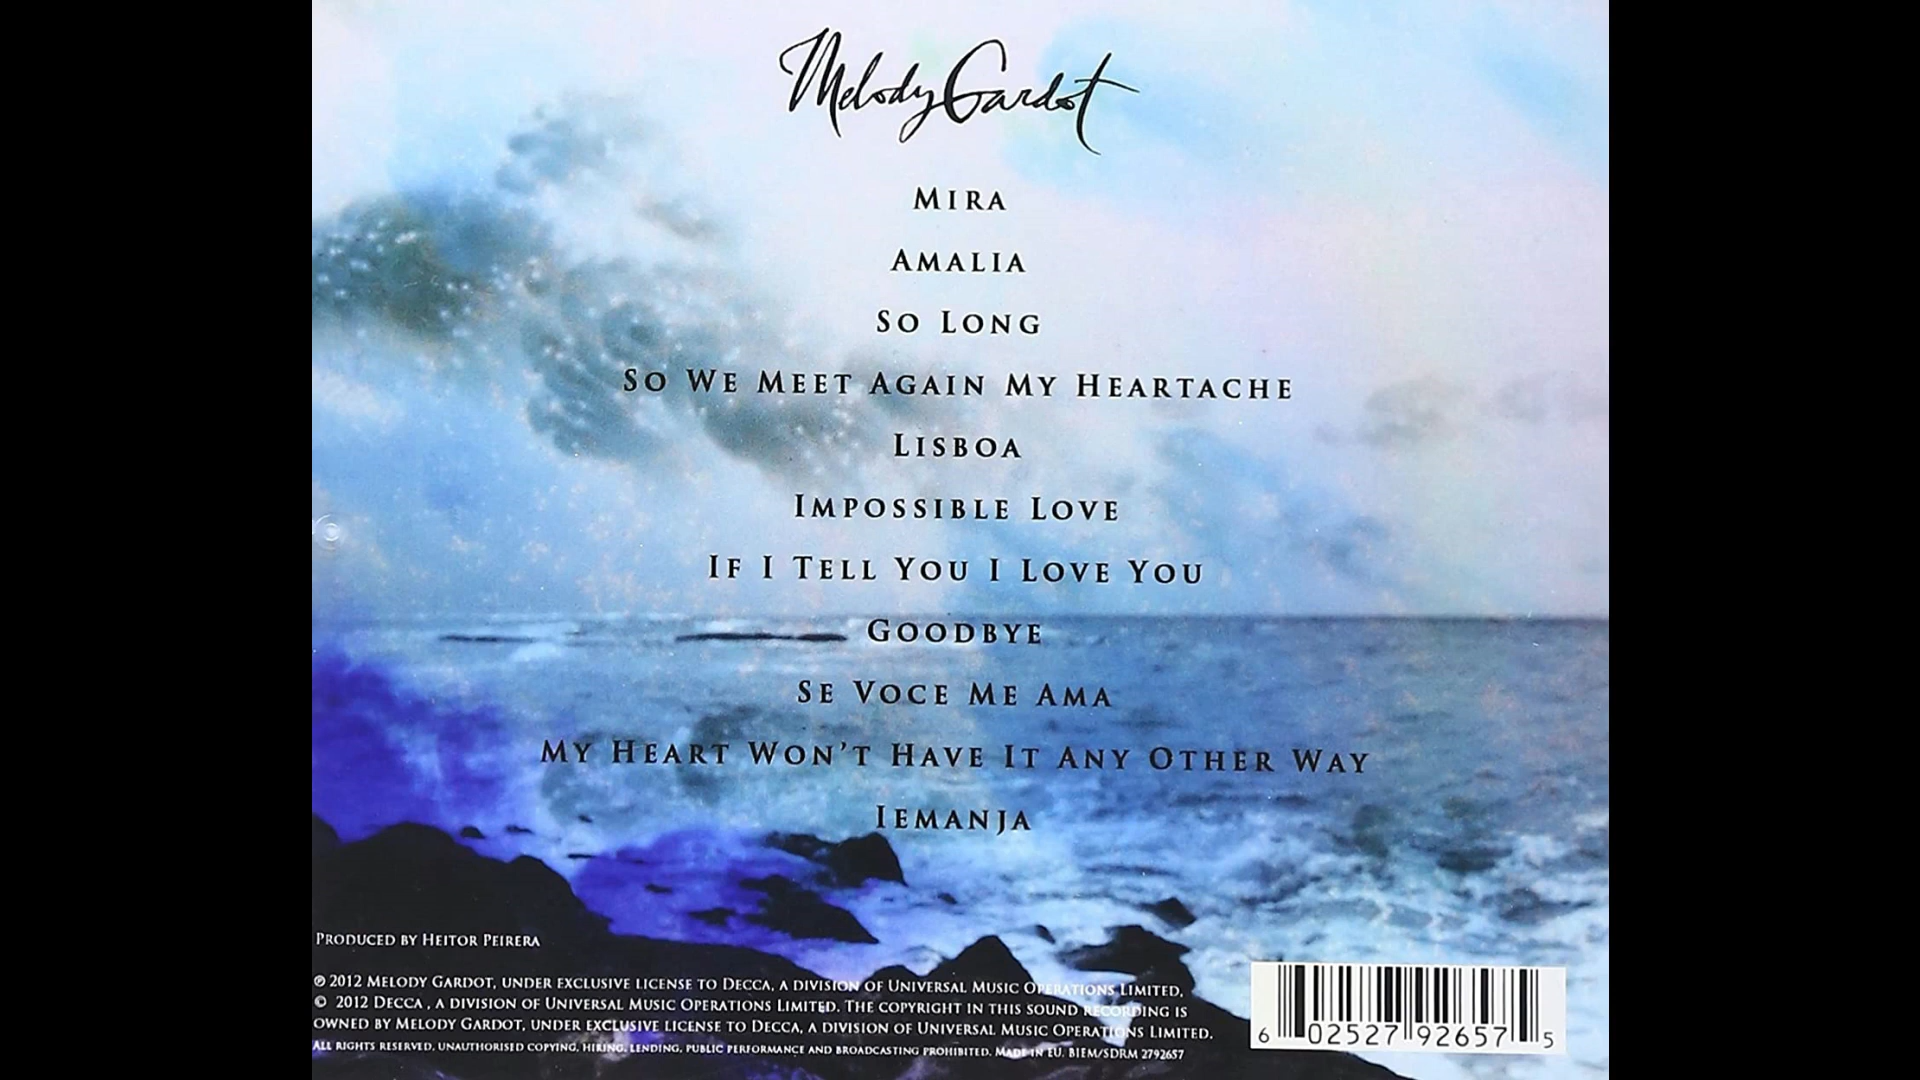 Melody Gardot
MIRA
AMALIA
SO LONG
SO WE MEET AGAIN MY HEARTACHE
LISBOA
IMPOSSIBLE LOVE
IF I TELL YOU I LOVE YOU
GOODBYE
SE VOCE ME AMA
MY HEART WON'T HAVE IT ANY OTHER WAY
IEMANJA
PRODUCED BY HEITOR PEIRERA
℗ 2012 MELODY GARDOT, UNDER EXCLUSIVE LICENSE TO DECCA, A DIVISION OF UNIVERSAL MUSIC OPERATIONS LIMITED,
© 2012 DECCA , A DIVISION OF UNIVERSAL MUSIC OPERATIONS LIMITED. THE COPYRIGHT IN THIS SOUND RECORDING IS
OWNED BY MELODY GARDOT, UNDER EXCLUSIVE LICENSE TO DECCA, A DIVISION OF UNIVERSAL MUSIC OPERATIONS LIMITED.
ALL RIGHTS RESERVED, UNAUTHORISED COPYING, HIRING, LENDING, PUBLIC PERFORMANCE AND BROADCASTING PROHIBITED. MADE IN EU. BIEM/SDRM 2792657
6 02527 92657 5